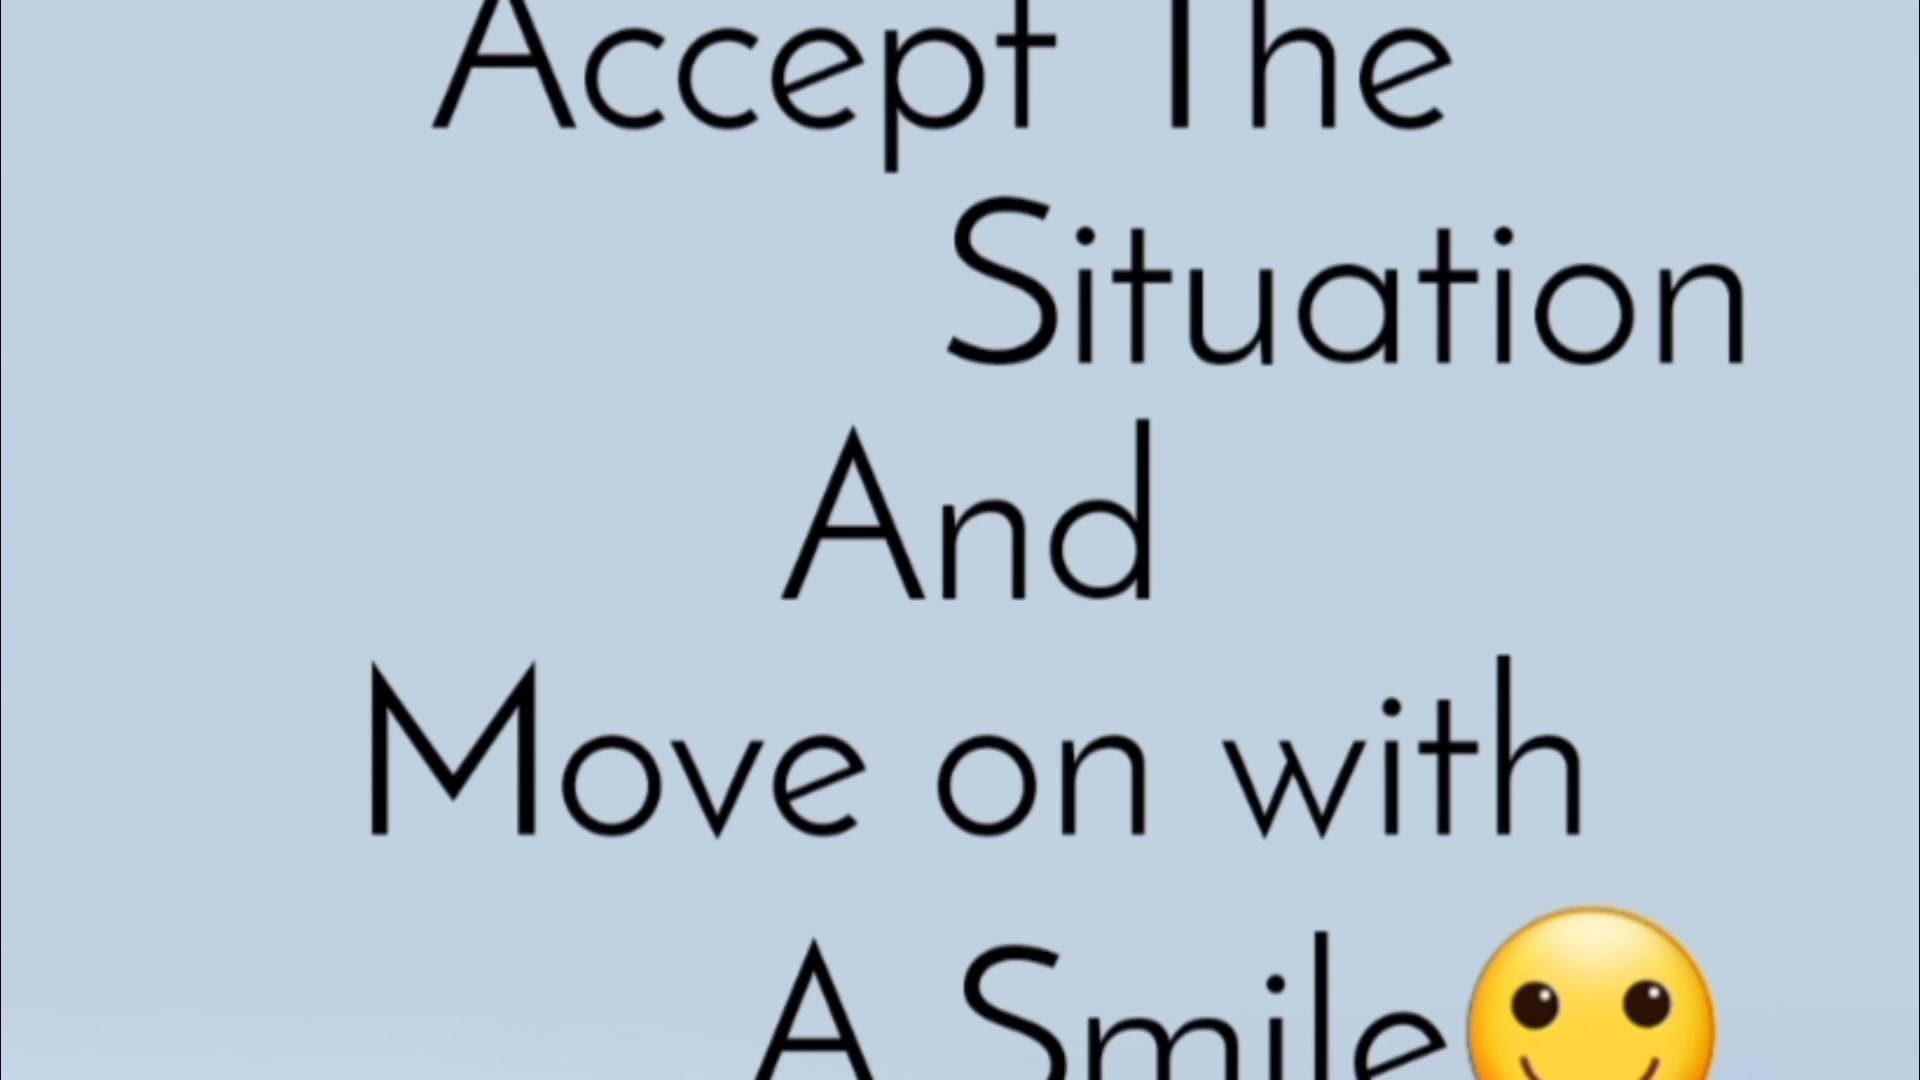 Accept The
Situation
And
Move on with
A Smile🙂